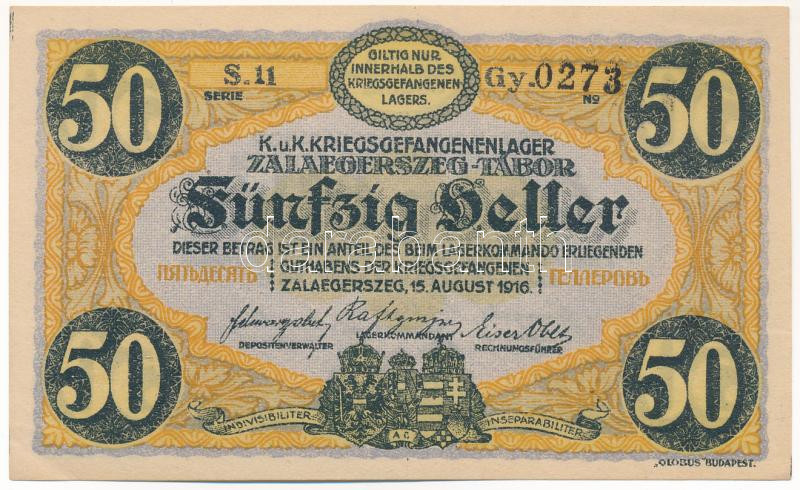 50
50
S. 11
SERIE
GILTIG NUR
INNERHALB DES
KRIEGSGEFANGENEN
LAGERS.
Gy.0273
No
K.u.K.KRIEGSGEFANGENENLAGER
ZALAEGERSZEG-TÁBOR
Fünfzig Heller
DIESER BETRAG IST EIN ANTEIL DES BEIM LAGERKOMMANDO ERLIEGENDEN
ПЯТЬДЕСЯТЬ GUTHABENS DER KRIEGSGEFANGENEN ГЕЛЛЕРОВЪ
ZALAEGERSZEG, 15. AUGUST 1916.
DEPOSITENVERWALTER
LAGERKOMMANDANT
RECHNUNGSFÜHRER
50
50
INDIVISIBILITER
AC
INSEPARABILITER
„GLOBUS" BUDAPEST.